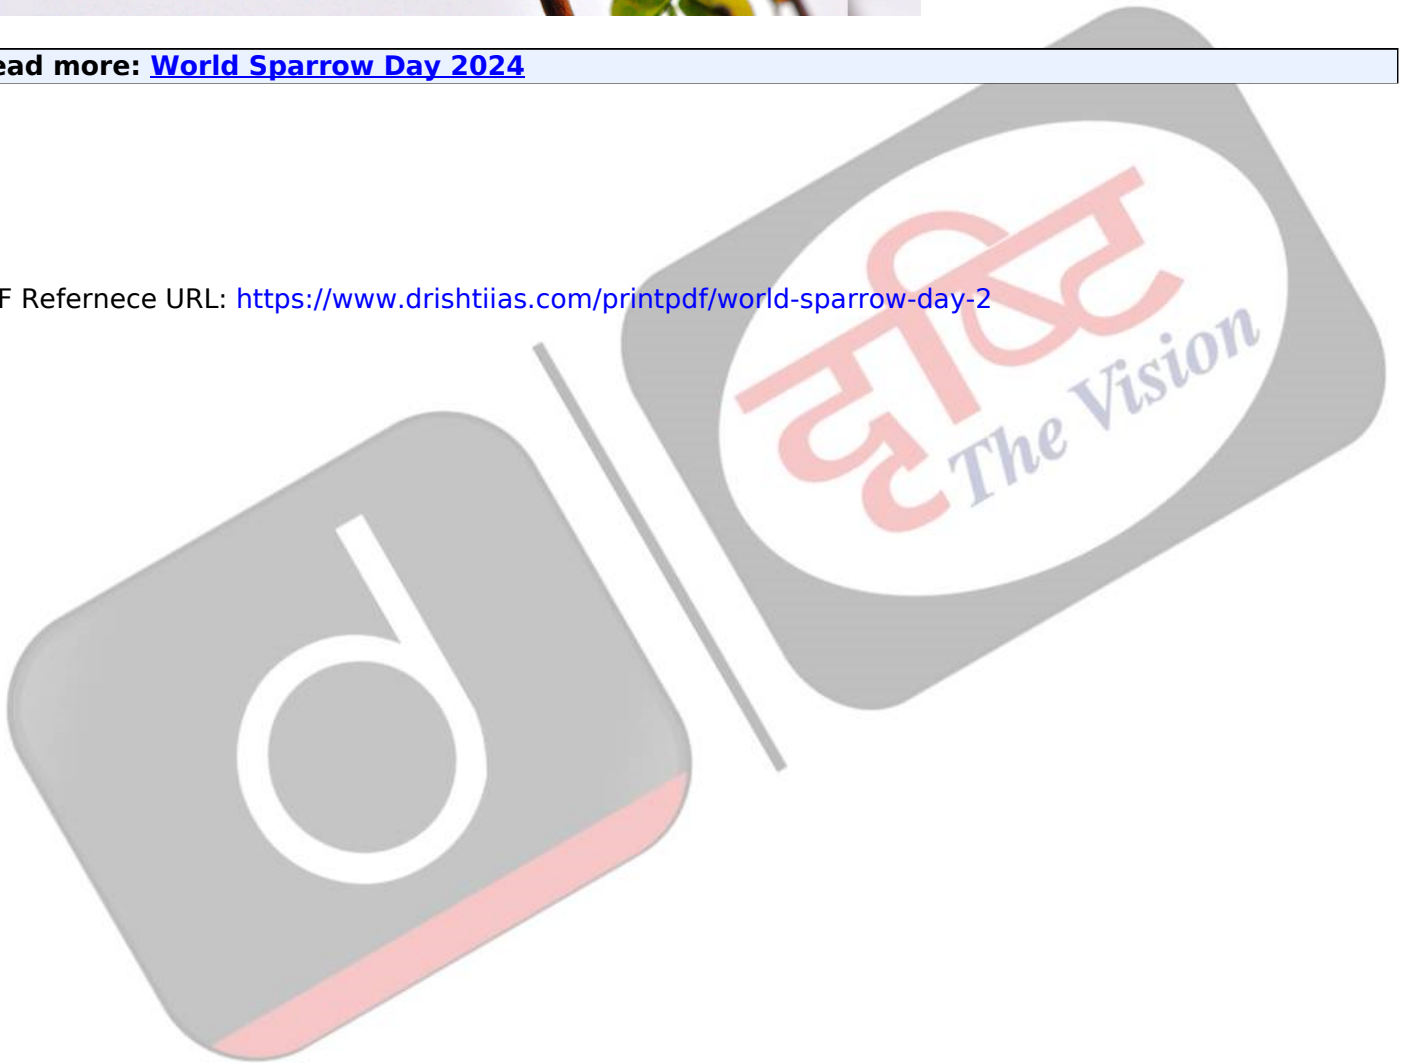 ead more: World Sparrow Day 2024
F Refernece URL: https://www.drishtiias.com/printpdf/world-sparrow-day-2
दृष्टि
The Vision
d